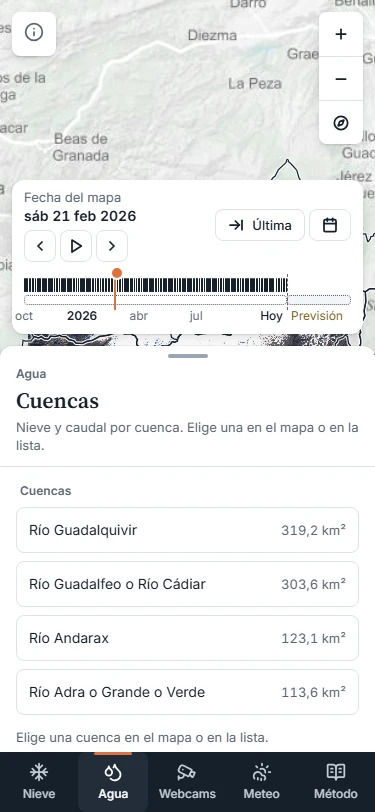 Darro
Diezma
Grae
La Peza
os de la
ga
acar
Beas de
Granada
Guad
Jérez
Fecha del mapa
sáb 21 feb 2026
Última
oct
2026
abr
jul
Hoy
Previsión
Agua
Cuencas
Nieve y caudal por cuenca. Elige una en el mapa o en la
lista.
Cuencas
Río Guadalquivir 319,2 km²
Río Guadalfeo o Río Cádiar 303,6 km²
Río Andarax 123,1 km²
Río Adra o Grande o Verde 113,6 km²
Elige una cuenca en el mapa o en la lista.
Nieve
Agua
Webcams
Meteo
Método